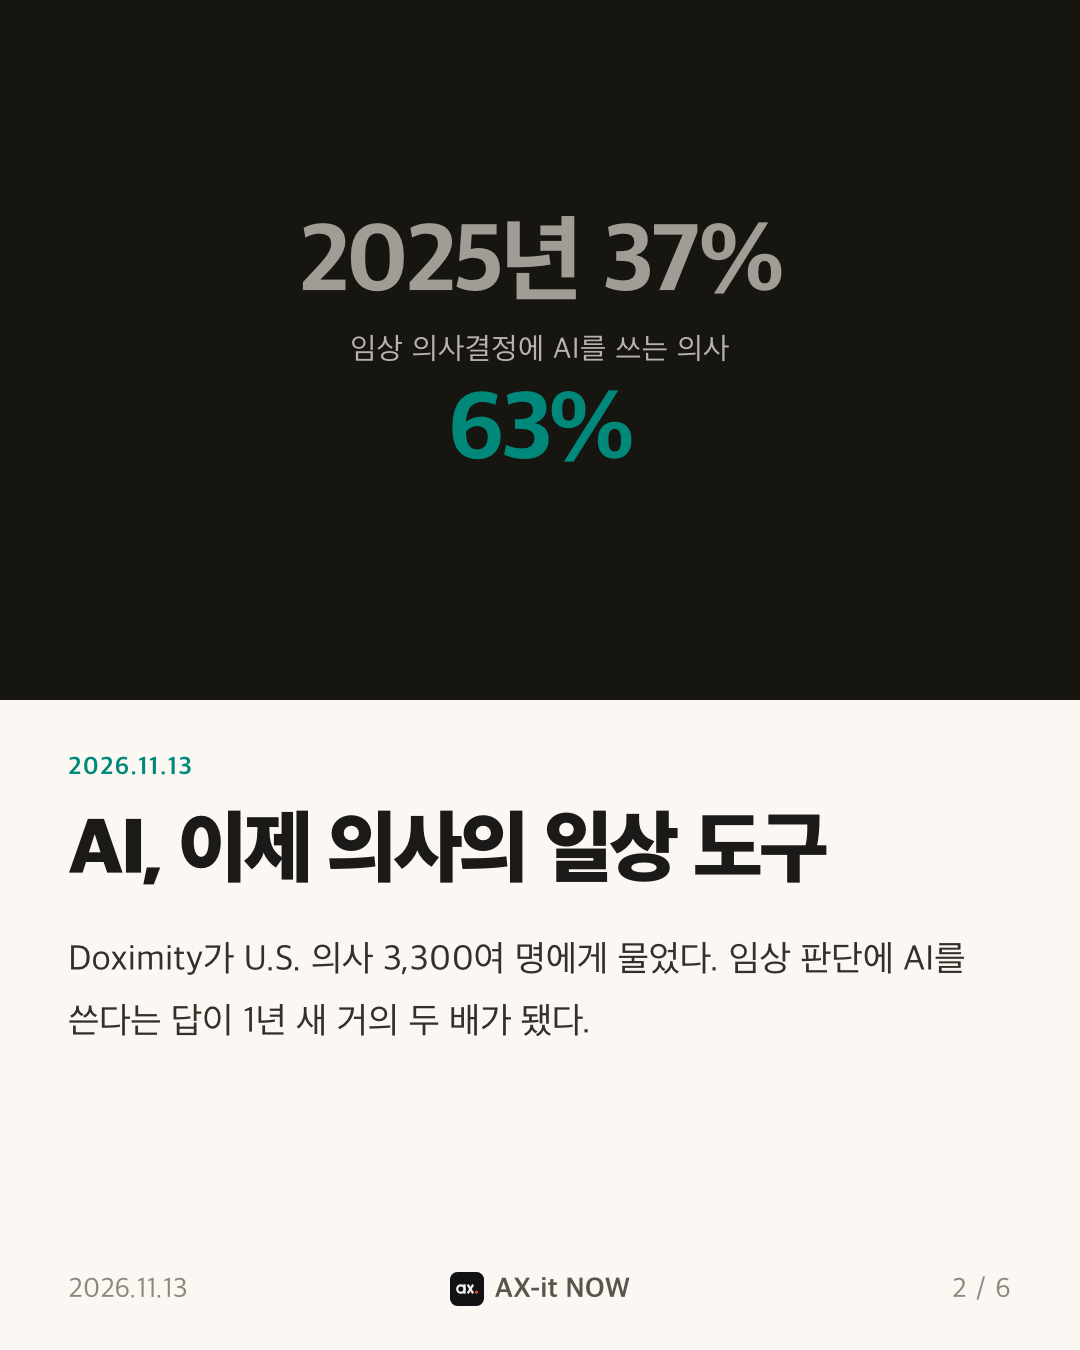 2025년 37%
임상 의사결정에 AI를 쓰는 의사
63%
2026.11.13
AI, 이제 의사의 일상 도구
Doximity가 U.S. 의사 3,300여 명에게 물었다. 임상 판단에 AI를
쓴다는 답이 1년 새 거의 두 배가 됐다.
2026.11.13
ax. AX-it NOW
2 / 6